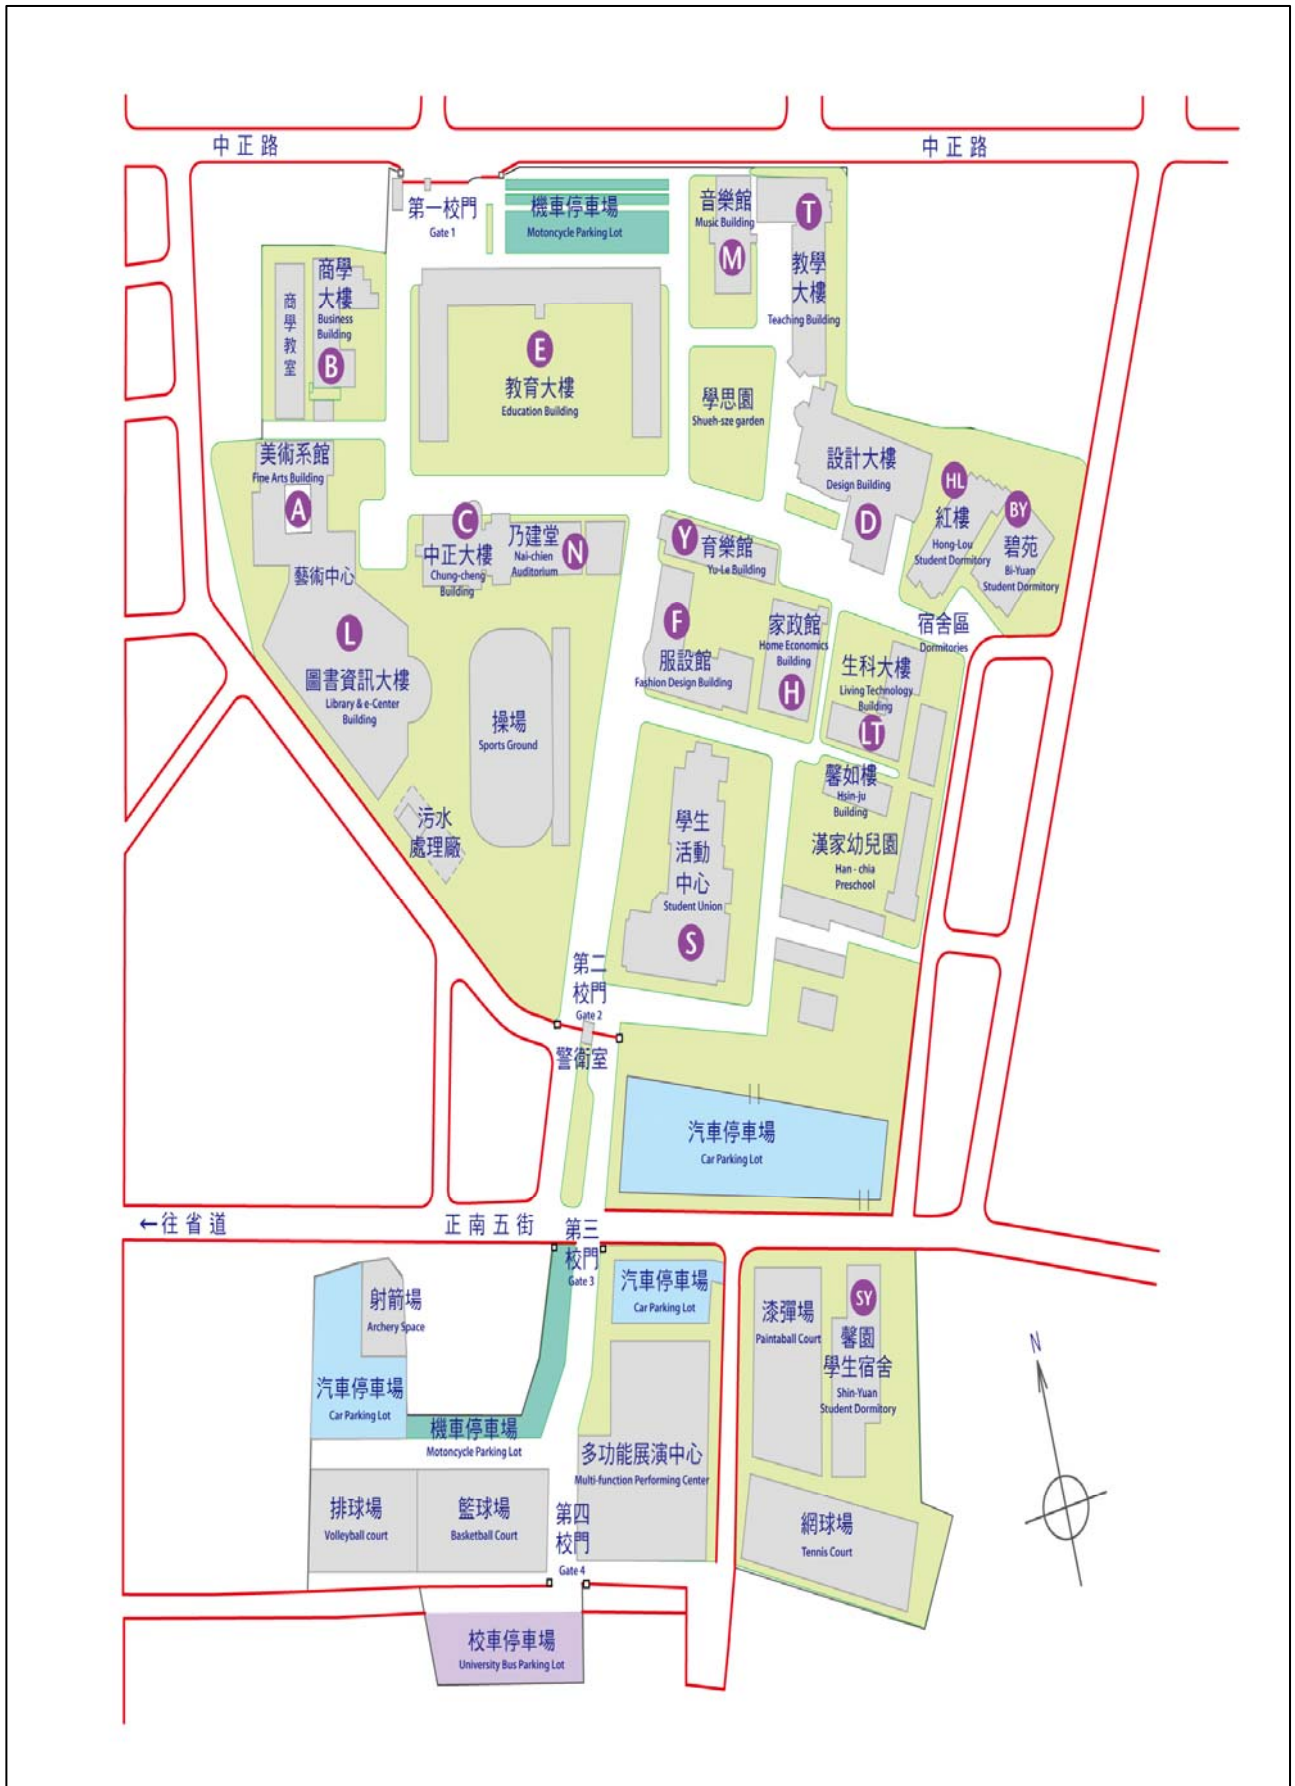 中正路
中正路
第一校門
Gate 1
機車停車場
Motoncycle Parking Lot
音樂館
Music Building
M
T
教學
大樓
Teaching Building
商學
大樓
Business
Building
B
商學教室
E
教育大樓
Education Building
學思園
Shueh-sze garden
美術系館
Fine Arts Building
A
設計大樓
Design Building
D
HL
紅樓
Hong-Lou
Student Dormitory
BY
碧苑
Bi-Yuan
Student Dormitory
C
中正大樓
Chung-cheng
Building
乃建堂
Nai-chien
Auditorium
N
Y
育樂館
Yu-Le Building
藝術中心
L
圖書資訊大樓
Library & e-Center
Building
F
服設館
Fashion Design Building
家政館
Home Economics
Building
H
宿舍區
Dormitories
生科大樓
Living Technology
Building
LT
操場
Sports Ground
馨如樓
Hsin-ju
Building
污水
處理廠
學生
活動
中心
Student Union
S
漢家幼兒園
Han - chia
Preschool
第二
校門
Gate 2
警衛室
汽車停車場
Car Parking Lot
←往省道
正南五街
第三
校門
Gate 3
汽車停車場
Car Parking Lot
射箭場
Archery Space
漆彈場
Paintaball Court
SY
馨園
學生宿舍
Shin-Yuan
Student Dormitory
N
汽車停車場
Car Parking Lot
機車停車場
Motoncycle Parking Lot
多功能展演中心
Multi-function Performing Center
排球場
Volleyball court
籃球場
Basketball Court
第四
校門
Gate 4
網球場
Tennis Court
校車停車場
University Bus Parking Lot